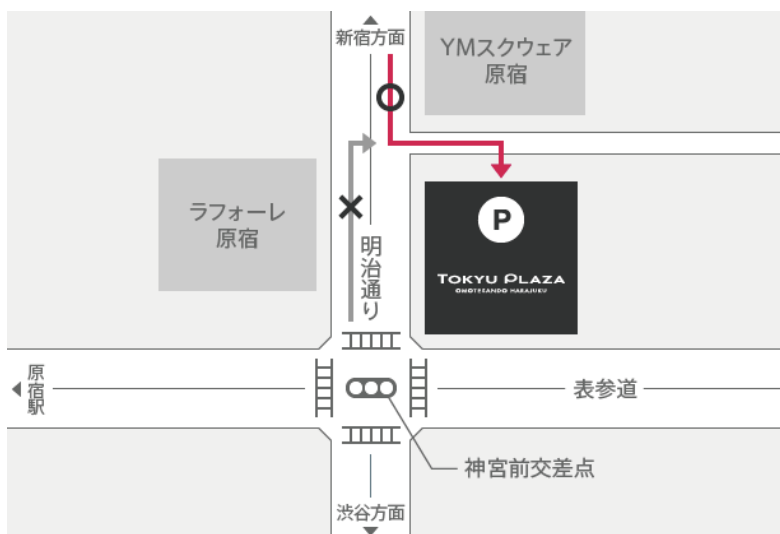 新宿方面
YMスクウェア
原宿
ラフォーレ
原宿
明治通り
P
TOKYU PLAZA
OMOTESANDO HARAJUKU
原宿駅
表参道
神宮前交差点
渋谷方面